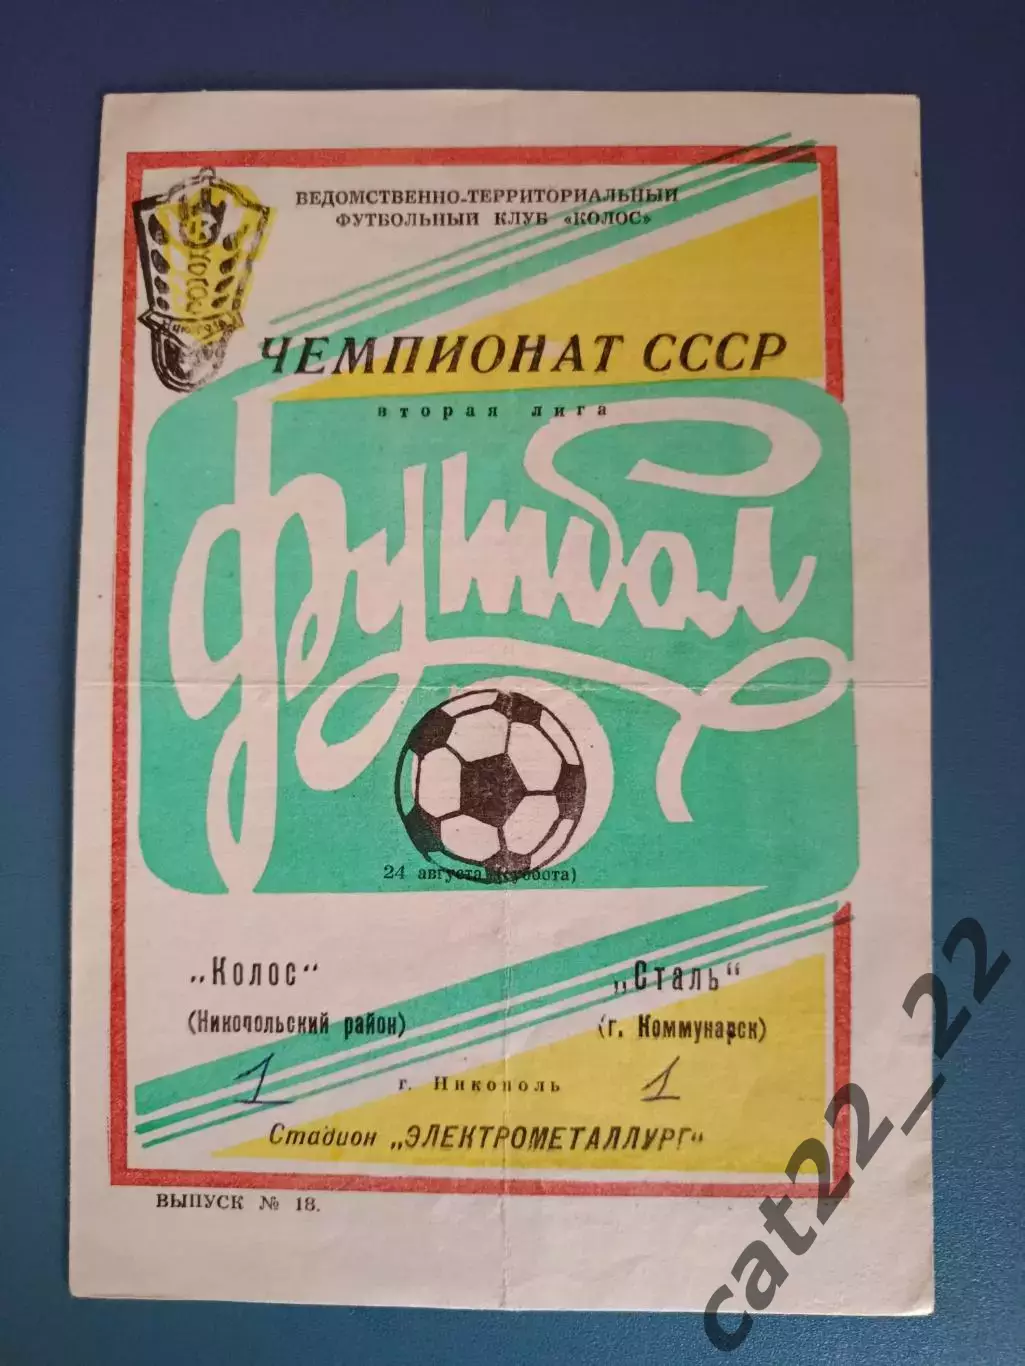 ВЕДОМСТВЕННО-ТЕРРИТОРИАЛЬНЫЙ
ФУТБОЛЬНЫЙ КЛУБ «КОЛОС»
КОЛОС
ЧЕМПИОНАТ СССР
вторая лига
футбол
24 августа (суббота)
„Колос“
„Сталь“
(Никопольский район)
(г. Коммунарск)
1
1
г. Никополь
Стадион „ЭЛЕКТРОМЕТАЛЛУРГ“
ВЫПУСК № 18.
cat22_22